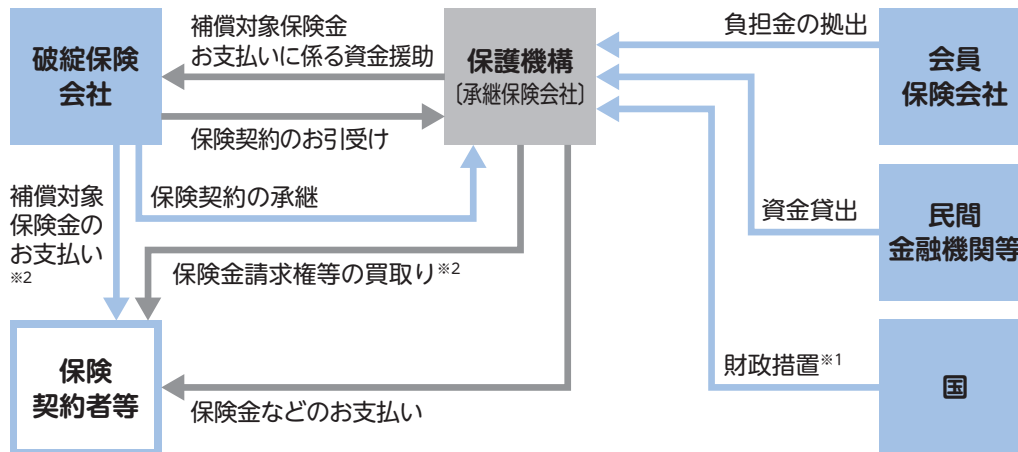 破綻保険
会社
補償対象保険金
お支払いに係る資金援助
保護機構
〔承継保険会社〕
負担金の拠出
会員
保険会社
保険契約のお引受け
補償対象
保険金の
お支払い
※2
保険契約の承継
資金貸出
民間
金融機関等
保険金請求権等の買取り※2
保険
契約者等
保険金などのお支払い
財政措置※1
国